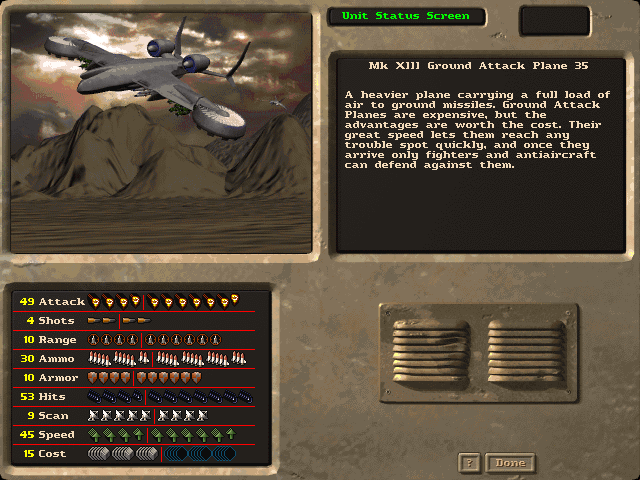 Unit Status Screen
Mk XIII Ground Attack Plane 35
A heavier plane carrying a full load of
air to ground missiles. Ground Attack
Planes are expensive, but the
advantages are worth the cost. Their
great speed lets them reach any
trouble spot quickly, and once they
arrive only fighters and antiaircraft
can defend against them.
49 Attack
4 Shots
10 Range
30 Ammo
10 Armor
53 Hits
9 Scan
45 Speed
15 Cost
? Done